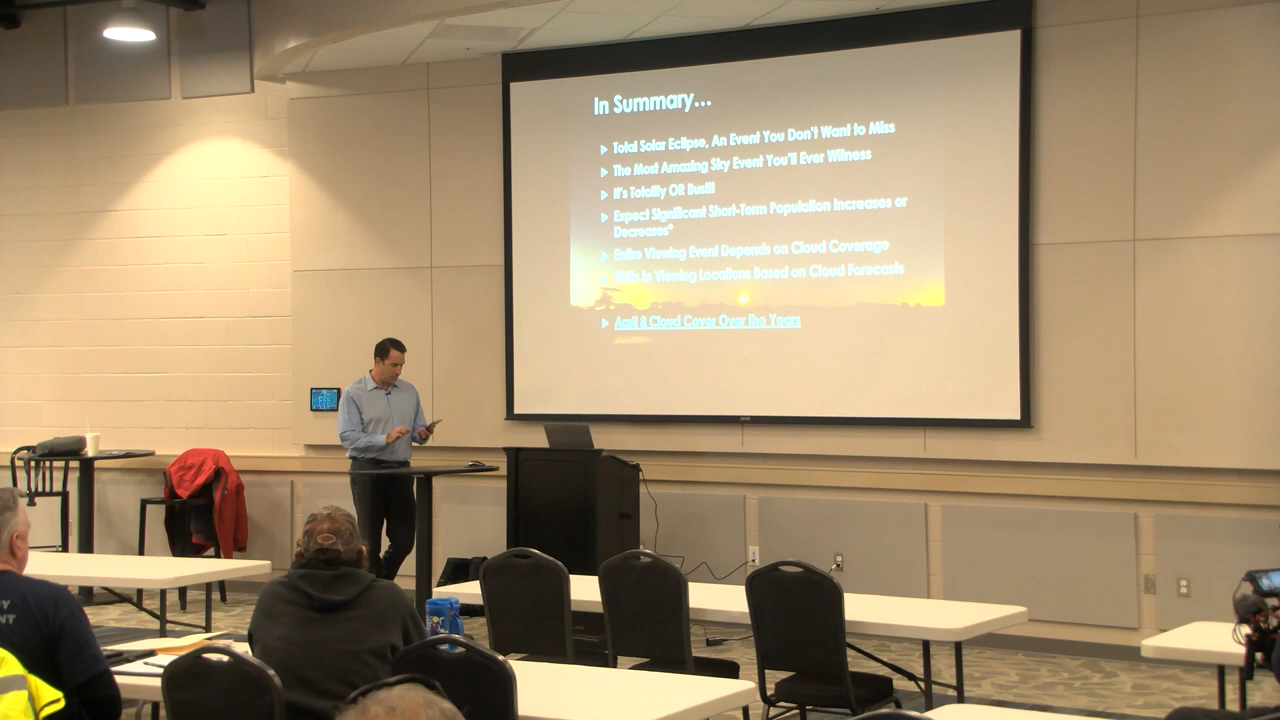 In Summary...
Total Solar Eclipse, An Event You Don't Want to Miss
The Most Amazing Sky Event You'll Ever Witness
It's Totality OR Bust!!
Expect Significant Short-Term Population Increases or
Decreases*
Entire Viewing Event Depends on Cloud Coverage
Shifts in Viewing Locations Based on Cloud Forecasts
April 8 Cloud Cover Over the Years